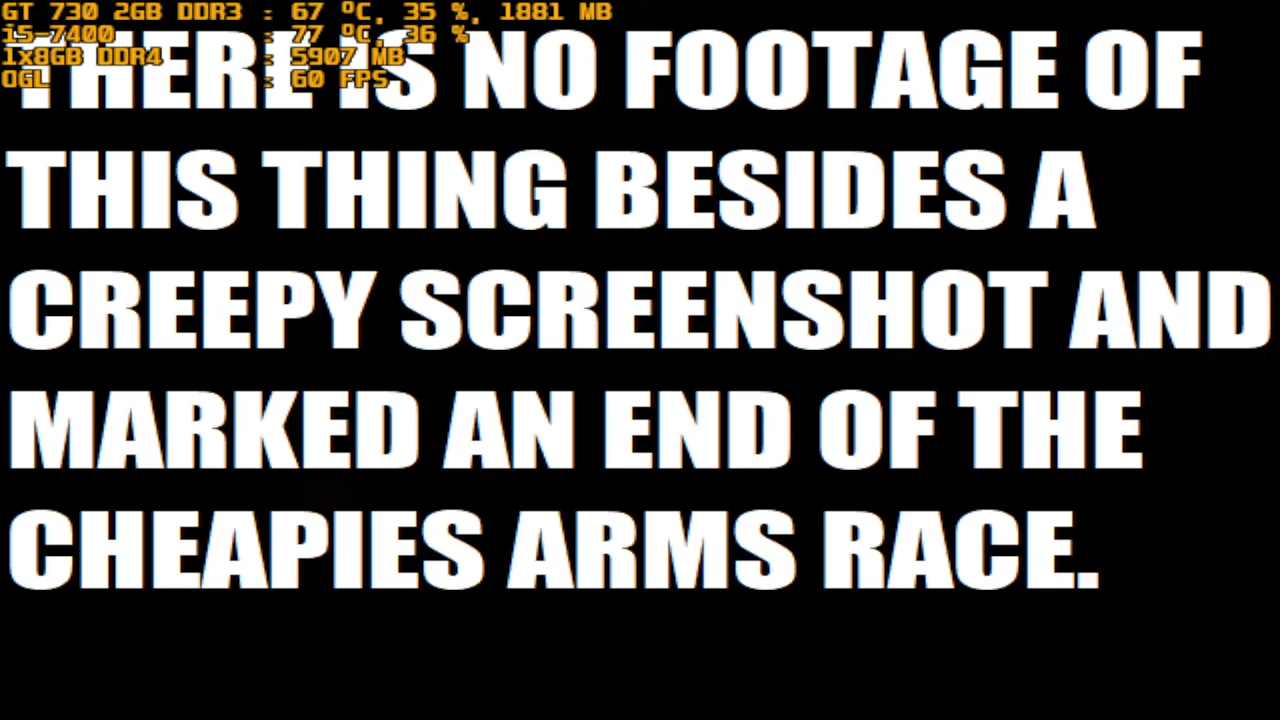 GT 730 2GB DDR3 : 67 ºC, 35 %, 1881 MB
i5-7400 : 77 ºC, 36 %
1x8GB DDR4 : 5907 MB
OGL : 60 FPS
THERE IS NO FOOTAGE OF
THIS THING BESIDES A
CREEPY SCREENSHOT AND
MARKED AN END OF THE
CHEAPIES ARMS RACE.